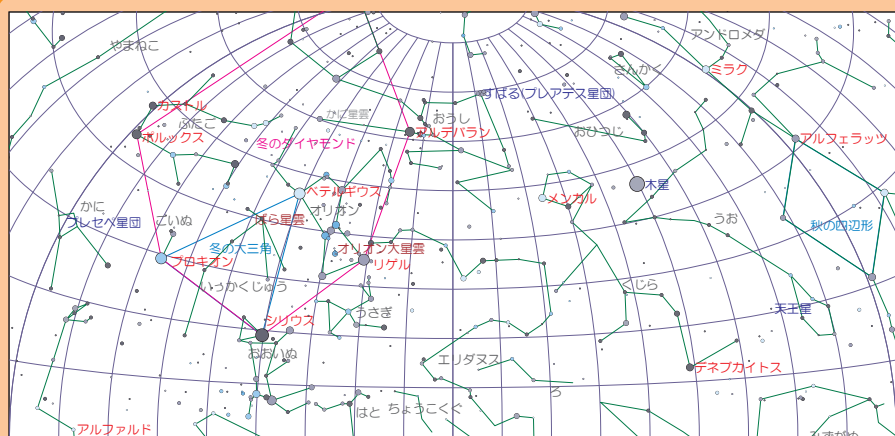 アンドロメダ
やまねこ
さんかく
ミラク
すばる(プレアデス星団)
カストル
ふたご
かに星雲
おうし
アルデバラン
おひつじ
ポルックス
冬のダイヤモンド
アルフェラッツ
木星
ベテルギウス
メンカル
かに
プレセペ星団
こいぬ
ばら星雲
オリオン
うお
秋の四辺形
冬の大三角
オリオン大星雲
プロキオン
リゲル
いっかくじゅう
くじら
うさぎ
天王星
シリウス
おおいぬ
エリダヌス
デネブカイトス
ろ
はと
ちょうこくぐ
アルファルド